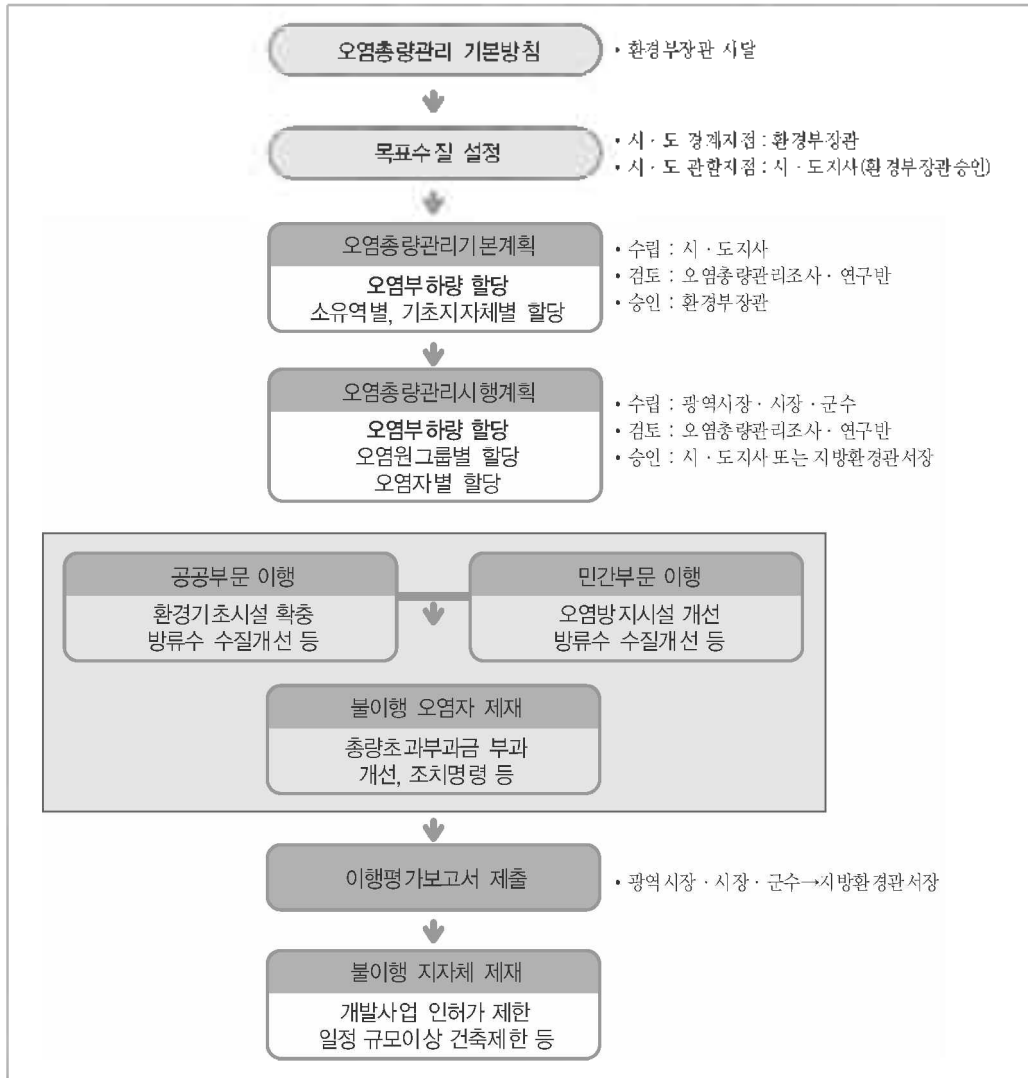 오염총량관리 기본방침
• 환경부장관 시달
목표수질 설정
• 시 · 도 경계지점 : 환경부장관
• 시 · 도 관할지점 : 시 · 도지사(환경부장관승인)
오염총량관리기본계획
오염부하량 할당
소유역별, 기초지자체별 할당
• 수립 : 시 · 도지사
• 검토 : 오염총량관리조사 · 연구반
• 승인 : 환경부장관
오염총량관리시행계획
오염부하량 할당
오염원그룹별 할당
오염자별 할당
• 수립 : 광역시장 · 시장 · 군수
• 검토 : 오염총량관리조사 · 연구반
• 승인 : 시 · 도지사 또는 지방환경관서장
공공부문 이행
환경기초시설 확충
방류수 수질개선 등
민간부문 이행
오염방지시설 개선
방류수 수질개선 등
불이행 오염자 제재
총량초과부과금 부과
개선, 조치명령 등
이행평가보고서 제출
• 광역시장 · 시장 · 군수→지방환경관서장
불이행 지자체 제재
개발사업 인허가 제한
일정 규모이상 건축제한 등